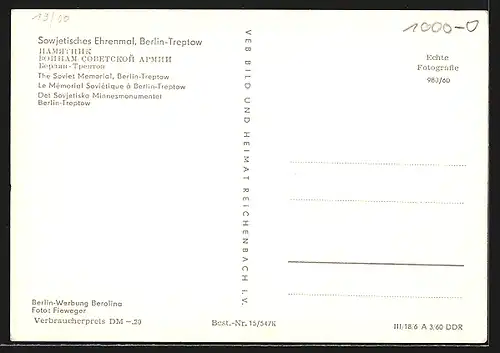 13/60
1000-0
Sowjetisches Ehrenmal, Berlin-Treptow
ПАМЯТНИК
ВОИНАМ СОВЕТСКОЙ АРМИИ
Берлин-Трептов
The Soviet Memorial, Berlin-Treptow
Le Mémorial Soviétique à Berlin-Treptow
Det Sovjetiska Minnesmonumentet
Berlin-Treptow
VEB BILD UND HEIMAT REICHENBACH I. V.
Echte
Fotografie
983/60
Berlin-Werbung Berolina
Foto: Fieweger
Verbraucherpreis DM -.20
Best.-Nr. 15/547K
III/18/6 A 3/60 DDR